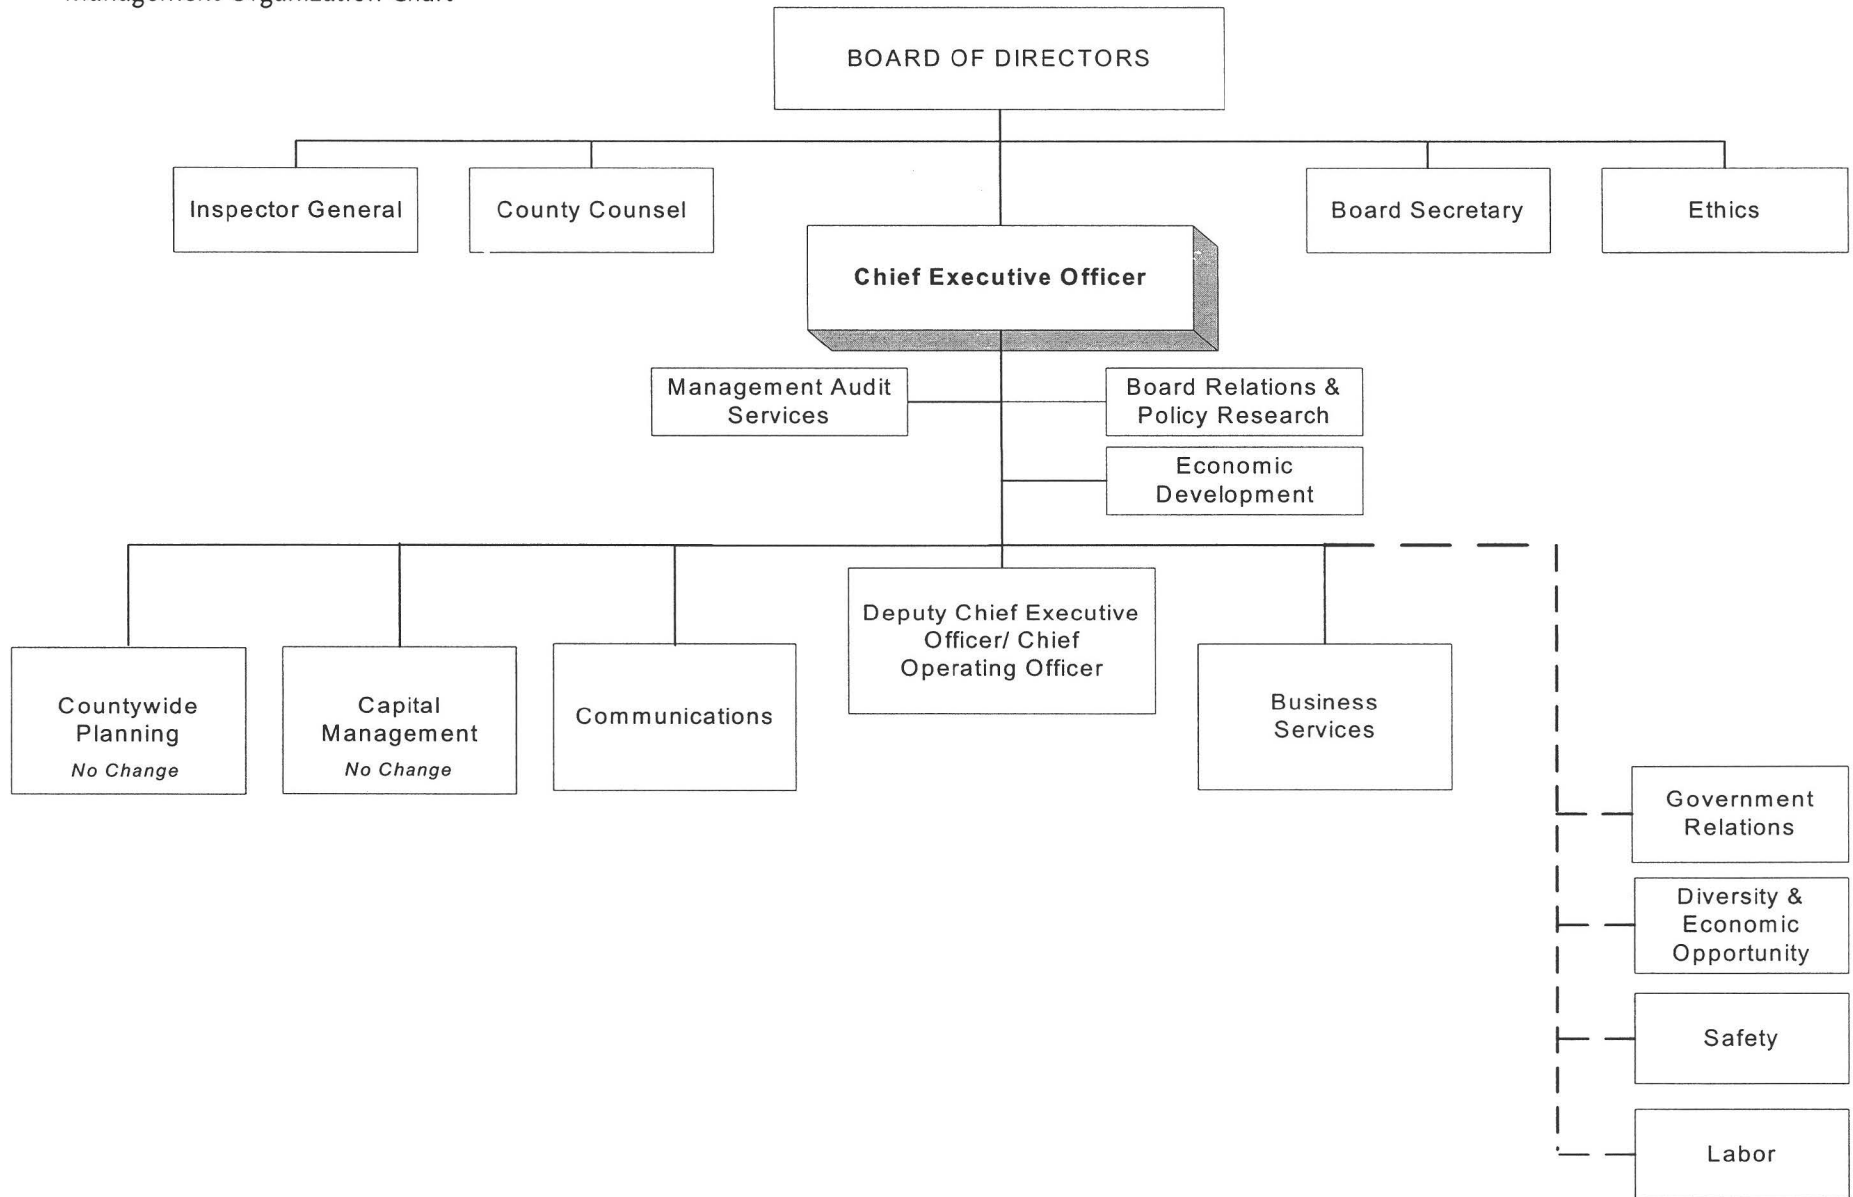 Management Organization Chart
BOARD OF DIRECTORS
Inspector General
County Counsel
Board Secretary
Ethics
Chief Executive Officer
Management Audit
Services
Board Relations &
Policy Research
Economic
Development
Countywide
Planning
No Change
Capital
Management
No Change
Communications
Deputy Chief Executive
Officer/ Chief
Operating Officer
Business
Services
Government
Relations
Diversity &
Economic
Opportunity
Safety
Labor